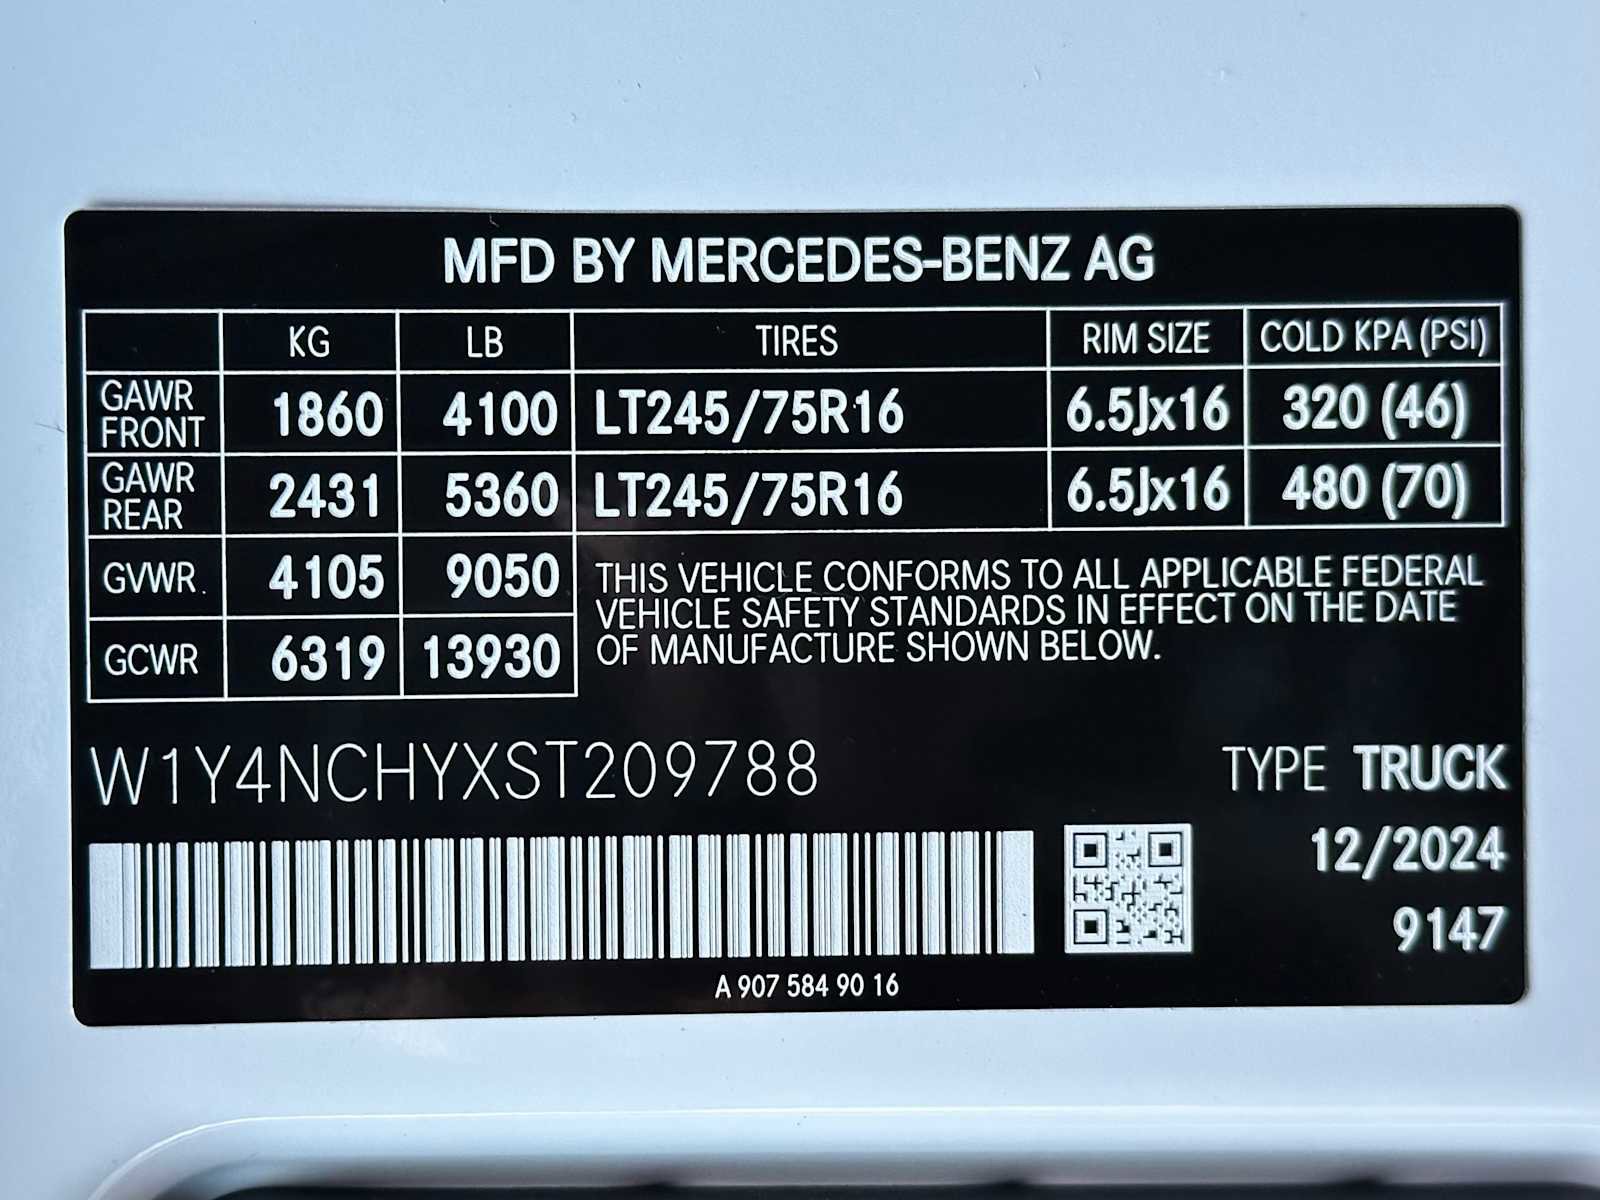 MFD BY MERCEDES-BENZ AG
KG LB TIRES RIM SIZE COLD KPA (PSI)
GAWR FRONT 1860 4100 LT245/75R16 6.5Jx16 320 (46)
GAWR REAR 2431 5360 LT245/75R16 6.5Jx16 480 (70)
GVWR 4105 9050
GCWR 6319 13930
THIS VEHICLE CONFORMS TO ALL APPLICABLE FEDERAL
VEHICLE SAFETY STANDARDS IN EFFECT ON THE DATE
OF MANUFACTURE SHOWN BELOW.
W1Y4NCHYXST209788
TYPE TRUCK
12/2024
9147
A 907 584 90 16